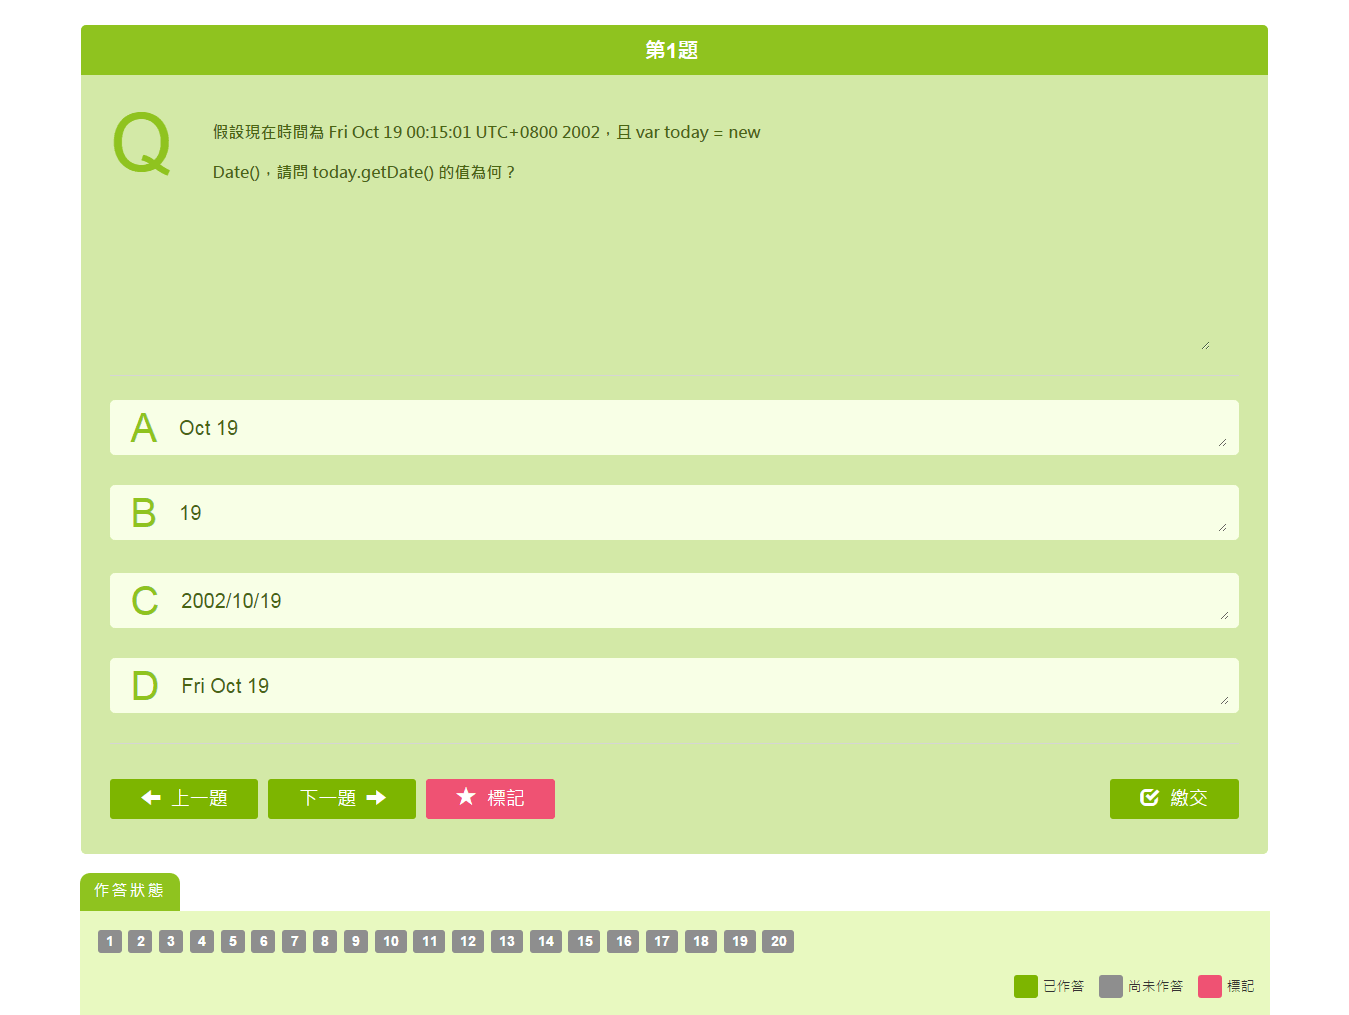 第1題
Q
假設現在時間為 Fri Oct 19 00:15:01 UTC+0800 2002，且 var today = new
Date()，請問 today.getDate() 的值為何？
A Oct 19
B 19
C 2002/10/19
D Fri Oct 19
上一題 下一題 標記 繳交
作答狀態
1 2 3 4 5 6 7 8 9 10 11 12 13 14 15 16 17 18 19 20
已作答 尚未作答 標記